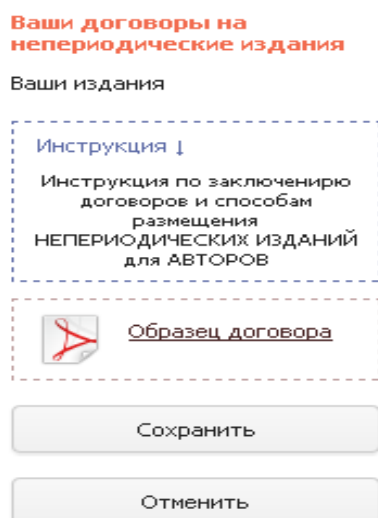 Ваши договоры на
непериодические издания
Ваши издания
Инструкция ↓
Инструкция по заключенирю
договоров и способам
размещения
НЕПЕРИОДИЧЕСКИХ ИЗДАНИЙ
для АВТОРОВ
Образец договора
Сохранить
Отменить